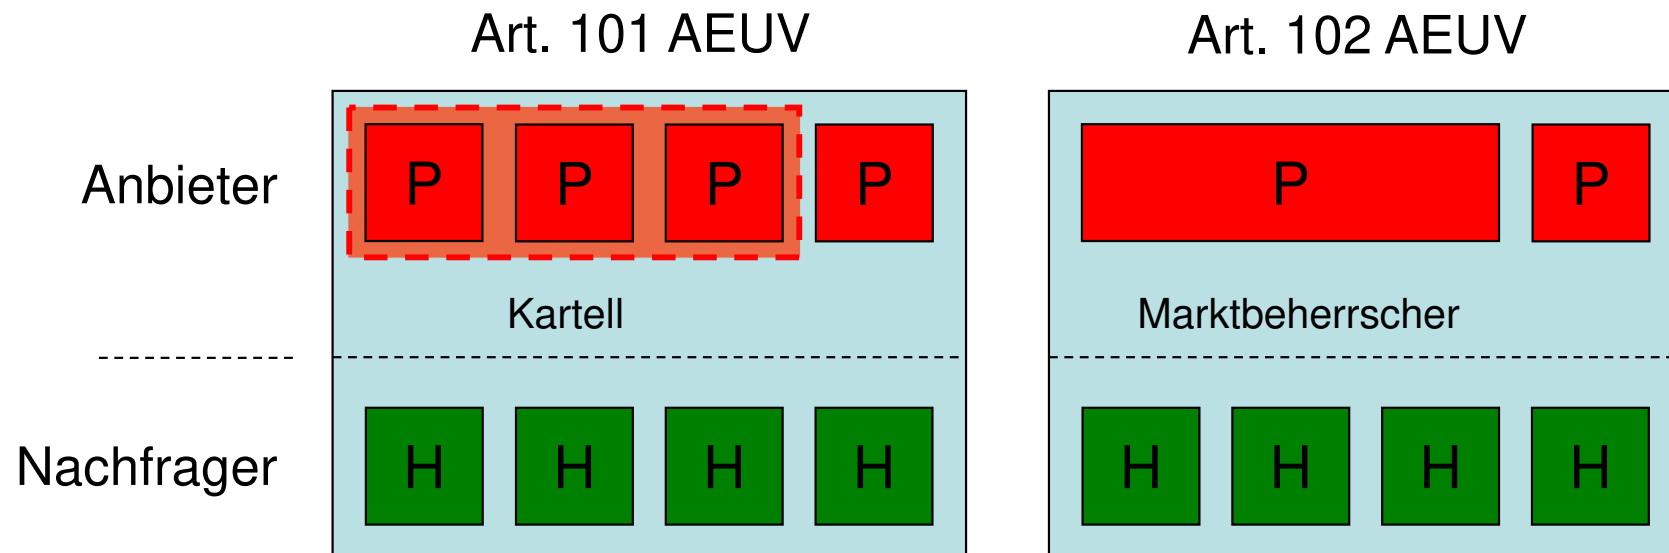 Art. 101 AEUV Art. 102 AEUV
Anbieter P P P P P P
Kartell Marktbeherrscher
Nachfrager H H H H H H H H